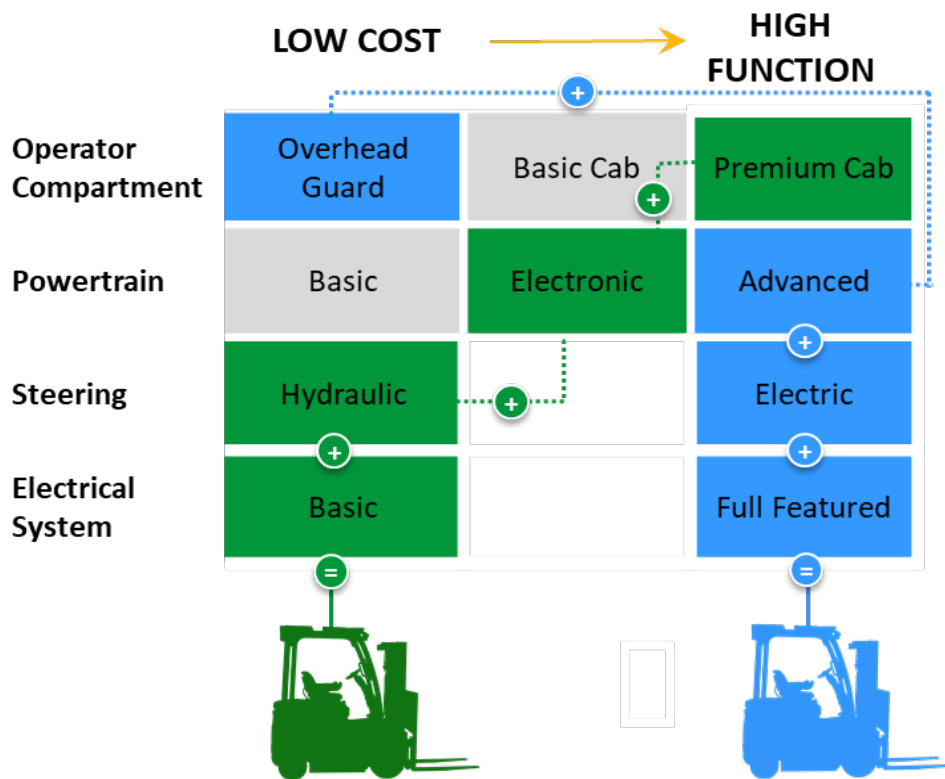 LOW COST
HIGH
FUNCTION
+
Operator
Compartment
Overhead
Guard
Basic Cab
Premium Cab
+
Powertrain
Basic
Electronic
Advanced
+
Steering
Hydraulic
+
Electric
+
+
Electrical
System
Basic
Full Featured
=
=